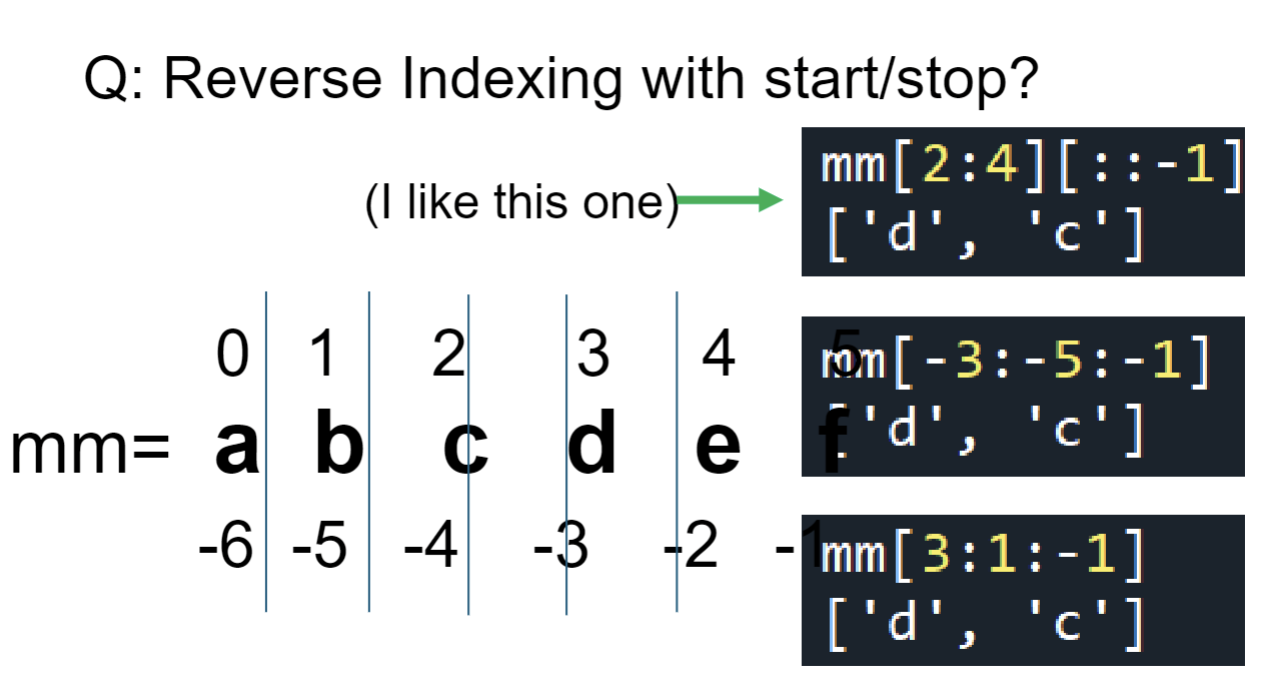 Q: Reverse Indexing with start/stop?
(I like this one)
mm[2:4][::-1]
['d', 'c']
0 1 2 3 4 5
mm= a b c d e f
-6 -5 -4 -3 -2 -1
mm[-3:-5:-1]
['d', 'c']
mm[3:1:-1]
['d', 'c']